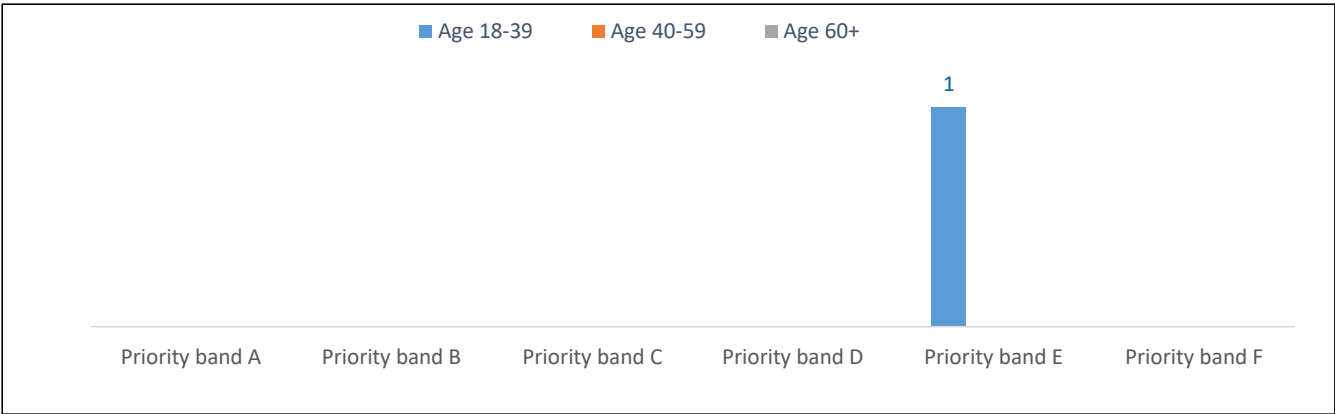 Age 18-39 Age 40-59 Age 60+
1
Priority band A Priority band B Priority band C Priority band D Priority band E Priority band F